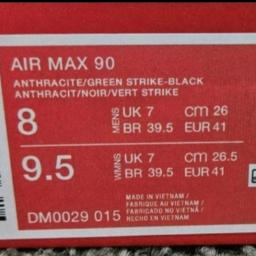 AIR MAX 90
ANTHRACITE/GREEN STRIKE-BLACK
ANTHRACIT/NOIR/VERT STRIKE
8 MENS UK 7 CM 26
BR 39.5 EUR 41
9.5 WMNS UK 7 CM 26.5
BR 39.5 EUR 41
MADE IN VIETNAM /
FABRIQUE AU VIETNAM /
FABRICADO NO VIETNÃ /
HECHO EN VIETNAM
DM0029 015